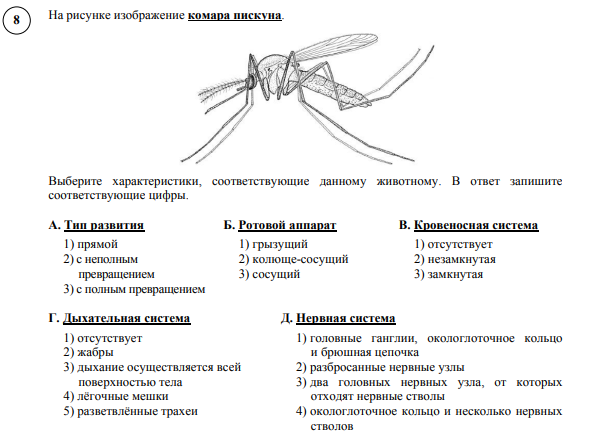 8
На рисунке изображение комара пискуна.
Выберите характеристики, соответствующие данному животному. В ответ запишите
соответствующие цифры.
А. Тип развития
1) прямой
2) с неполным
превращением
3) с полным превращением
Б. Ротовой аппарат
1) грызущий
2) колюще-сосущий
3) сосущий
В. Кровеносная система
1) отсутствует
2) незамкнутая
3) замкнутая
Г. Дыхательная система
1) отсутствует
2) жабры
3) дыхание осуществляется всей
поверхностью тела
4) лёгочные мешки
5) разветвлённые трахеи
Д. Нервная система
1) головные ганглии, окологлоточное кольцо
и брюшная цепочка
2) разбросанные нервные узлы
3) два головных нервных узла, от которых
отходят нервные стволы
4) окологлоточное кольцо и несколько нервных
стволов